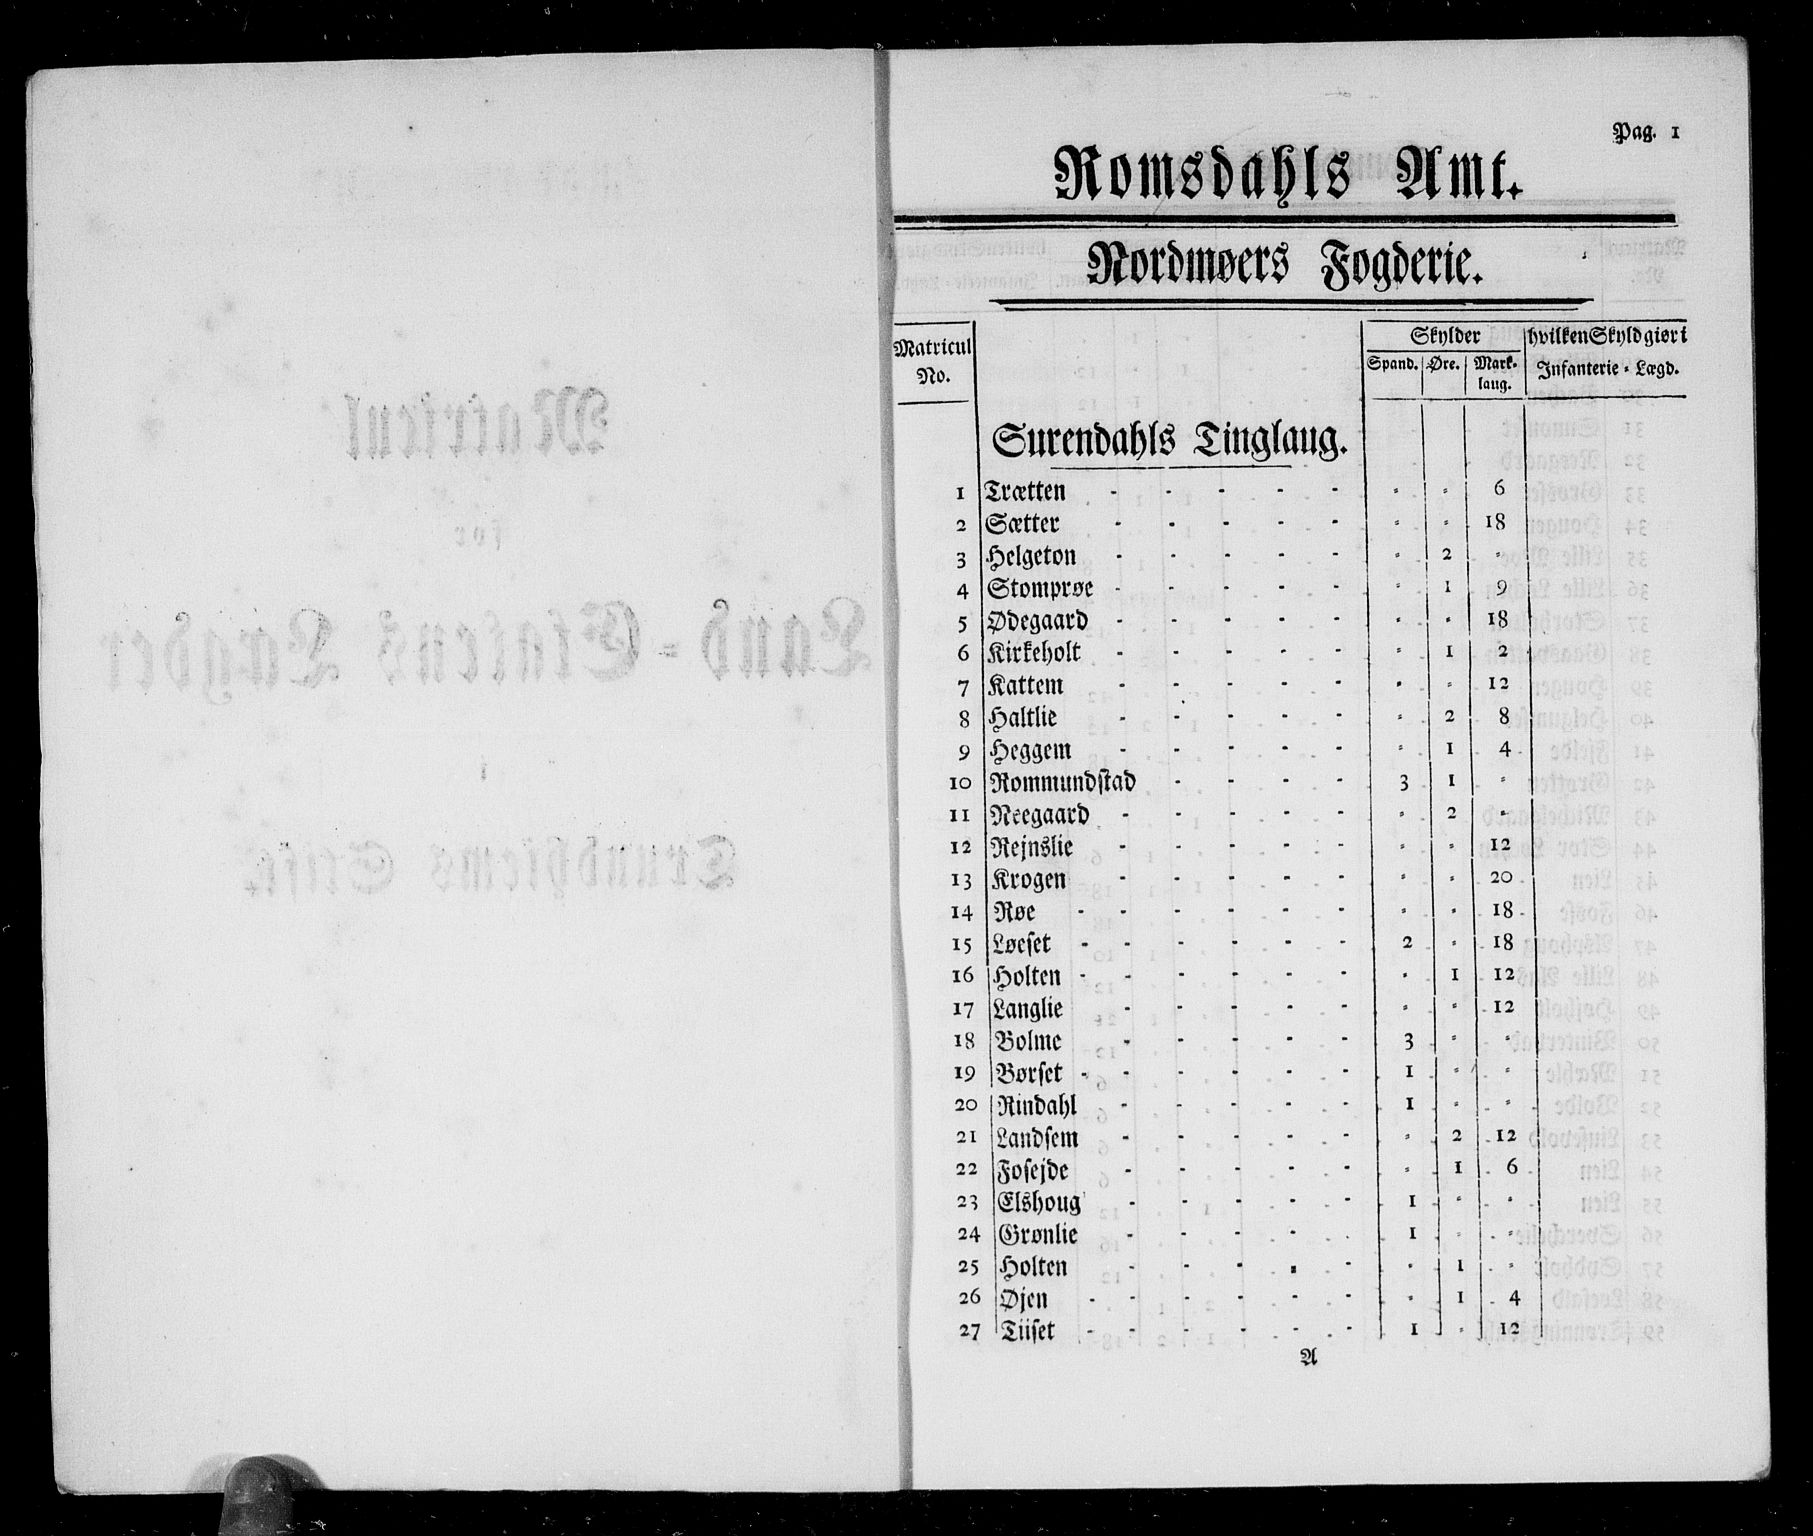 Pag. 1
Romsdahls Amt.
Nordmøers Fogderie.
Matricul No. Skylder hvilken Skyld giør i
Spand. Øre. Mark-laug. Infanterie-Lægd.
Surendahls Tinglaug.
1 Trætten - - - - - " " 6
2 Sætter - - - - - " " 18
3 Helgeton - - - - - " 2 "
4 Stomprøe - - - - - " 1 9
5 Ødegaard - - - - - " " 18
6 Kirkeholt - - - - - " 1 2
7 Kattem - - - - - " " 12
8 Haltlie - - - - - " 2 8
9 Heggem - - - - - " 1 4
10 Rommundstad - - - - 3 1 "
11 Neegaard - - - - - " 2 "
12 Rejnslie - - - - - " " 12
13 Krogen - - - - - " " 20
14 Røe - - - - - - " " 18
15 Løeset - - - - - - 2 " 18
16 Holten - - - - - - " 1 12
17 Langlie - - - - - " " 12
18 Bolme - - - - - 3 " "
19 Børset - - - - - - 1 " "
20 Rindahl - - - - - 1 " "
21 Landsem - - - - - " 2 12
22 Fosejde - - - - - " 1 6
23 Elshoug - - - - - 1 " "
24 Grønlie - - - - - 1 " "
25 Holten - - - - - " 1 "
26 Øjen - - - - - - " 1 4
27 Tiiset - - - - - - 1 " 12
A